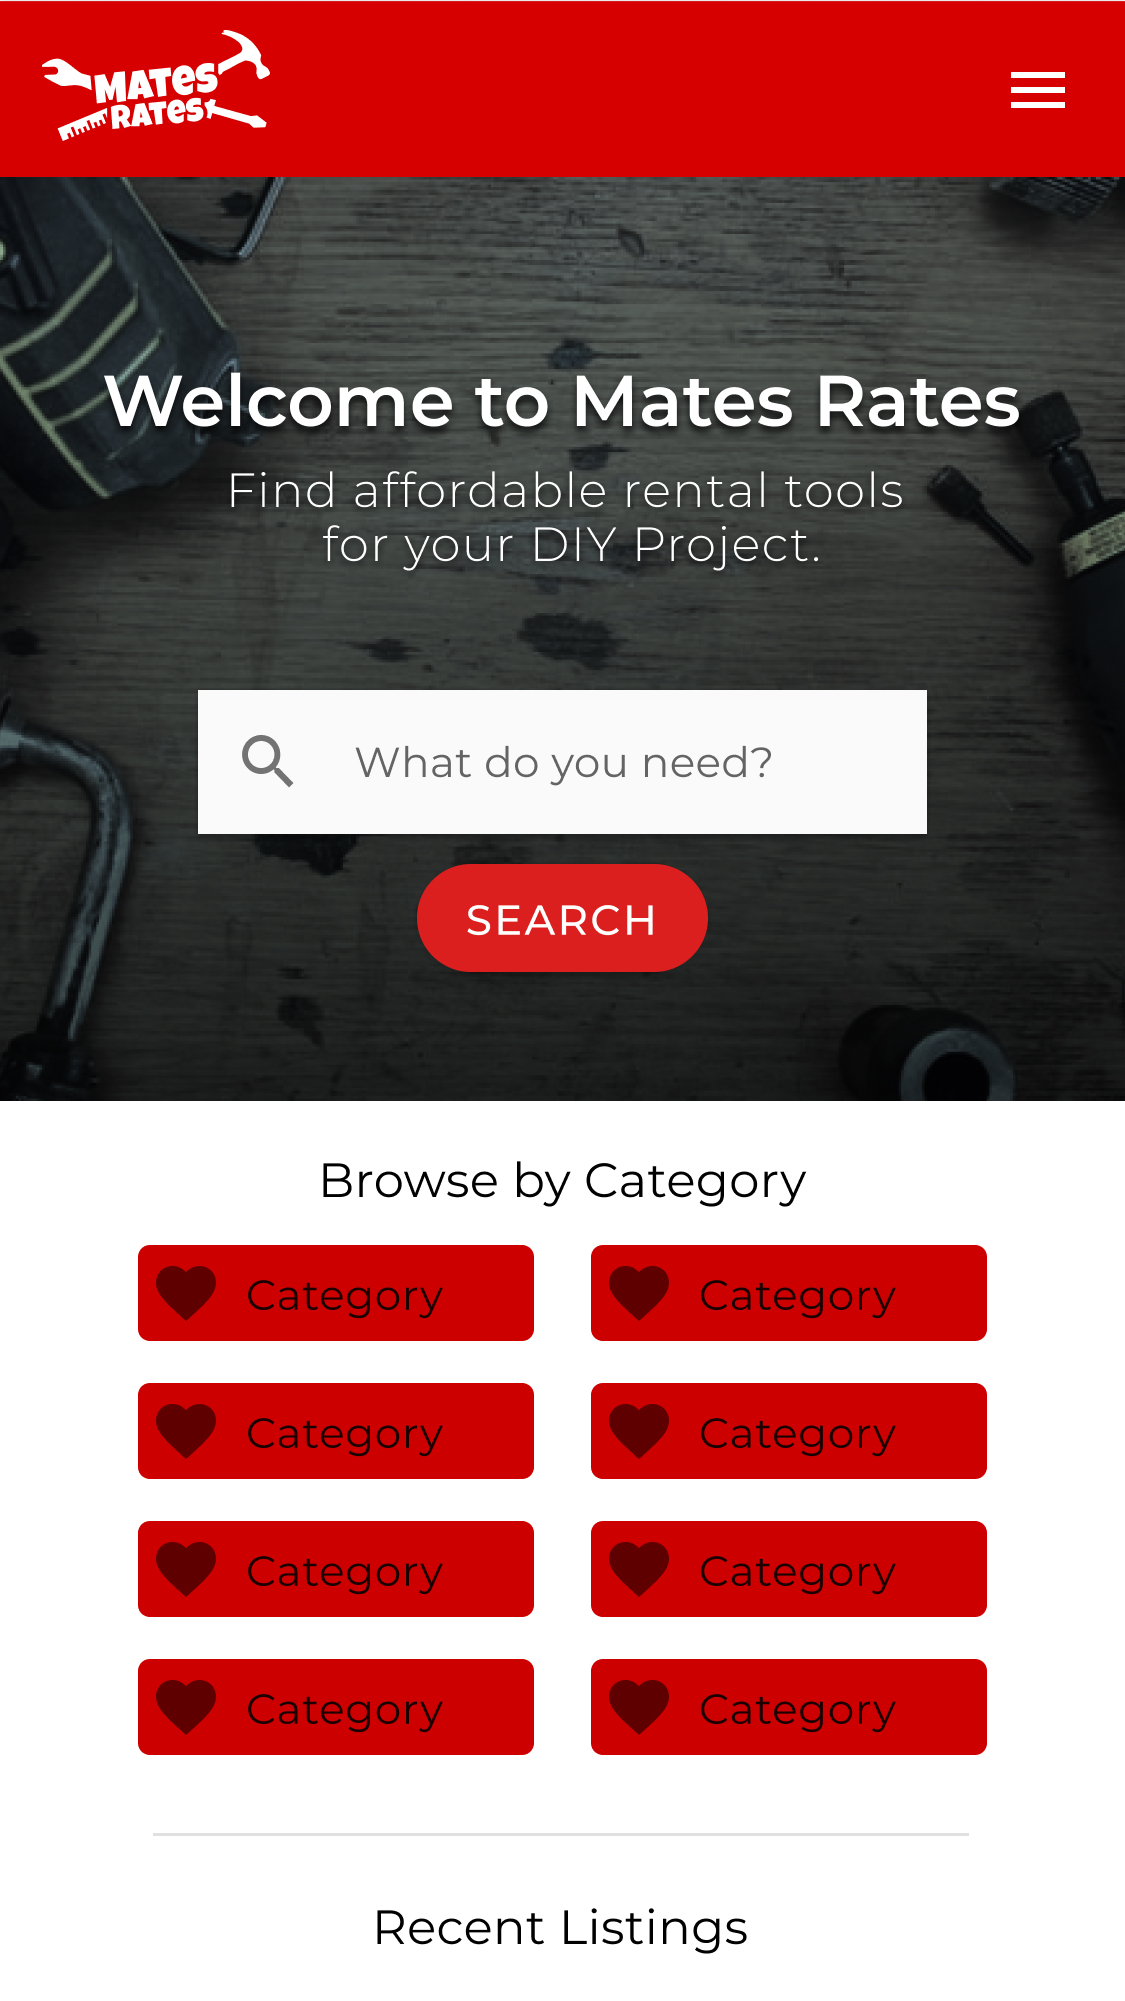 MATES
RATES
Welcome to Mates Rates
Find affordable rental tools
for your DIY Project.
What do you need?
SEARCH
Browse by Category
Category
Category
Category
Category
Category
Category
Category
Category
Recent Listings